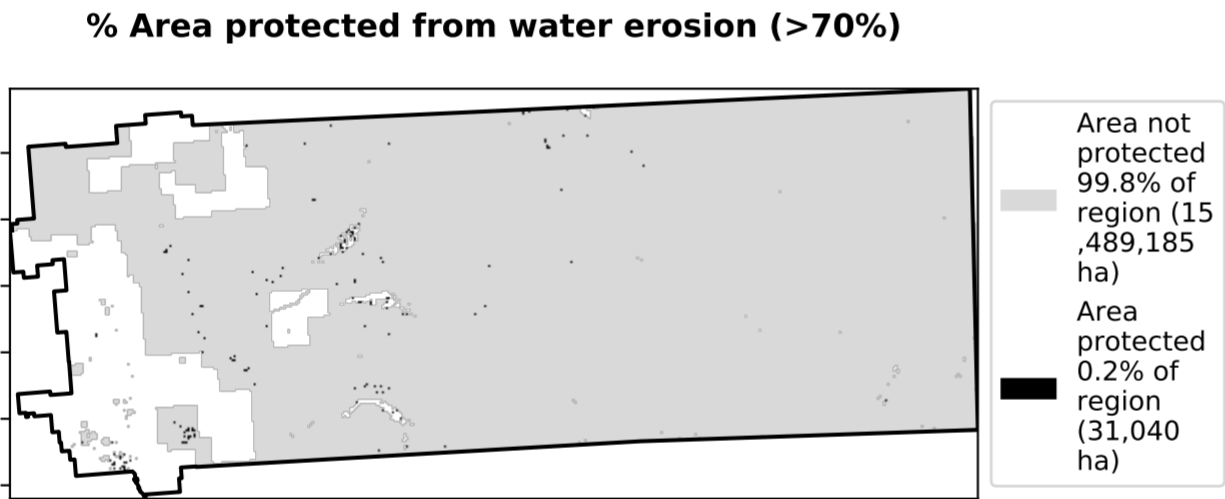 % Area protected from water erosion (>70%)
Area not
protected
99.8% of
region (15
,489,185
ha)
Area
protected
0.2% of
region
(31,040
ha)